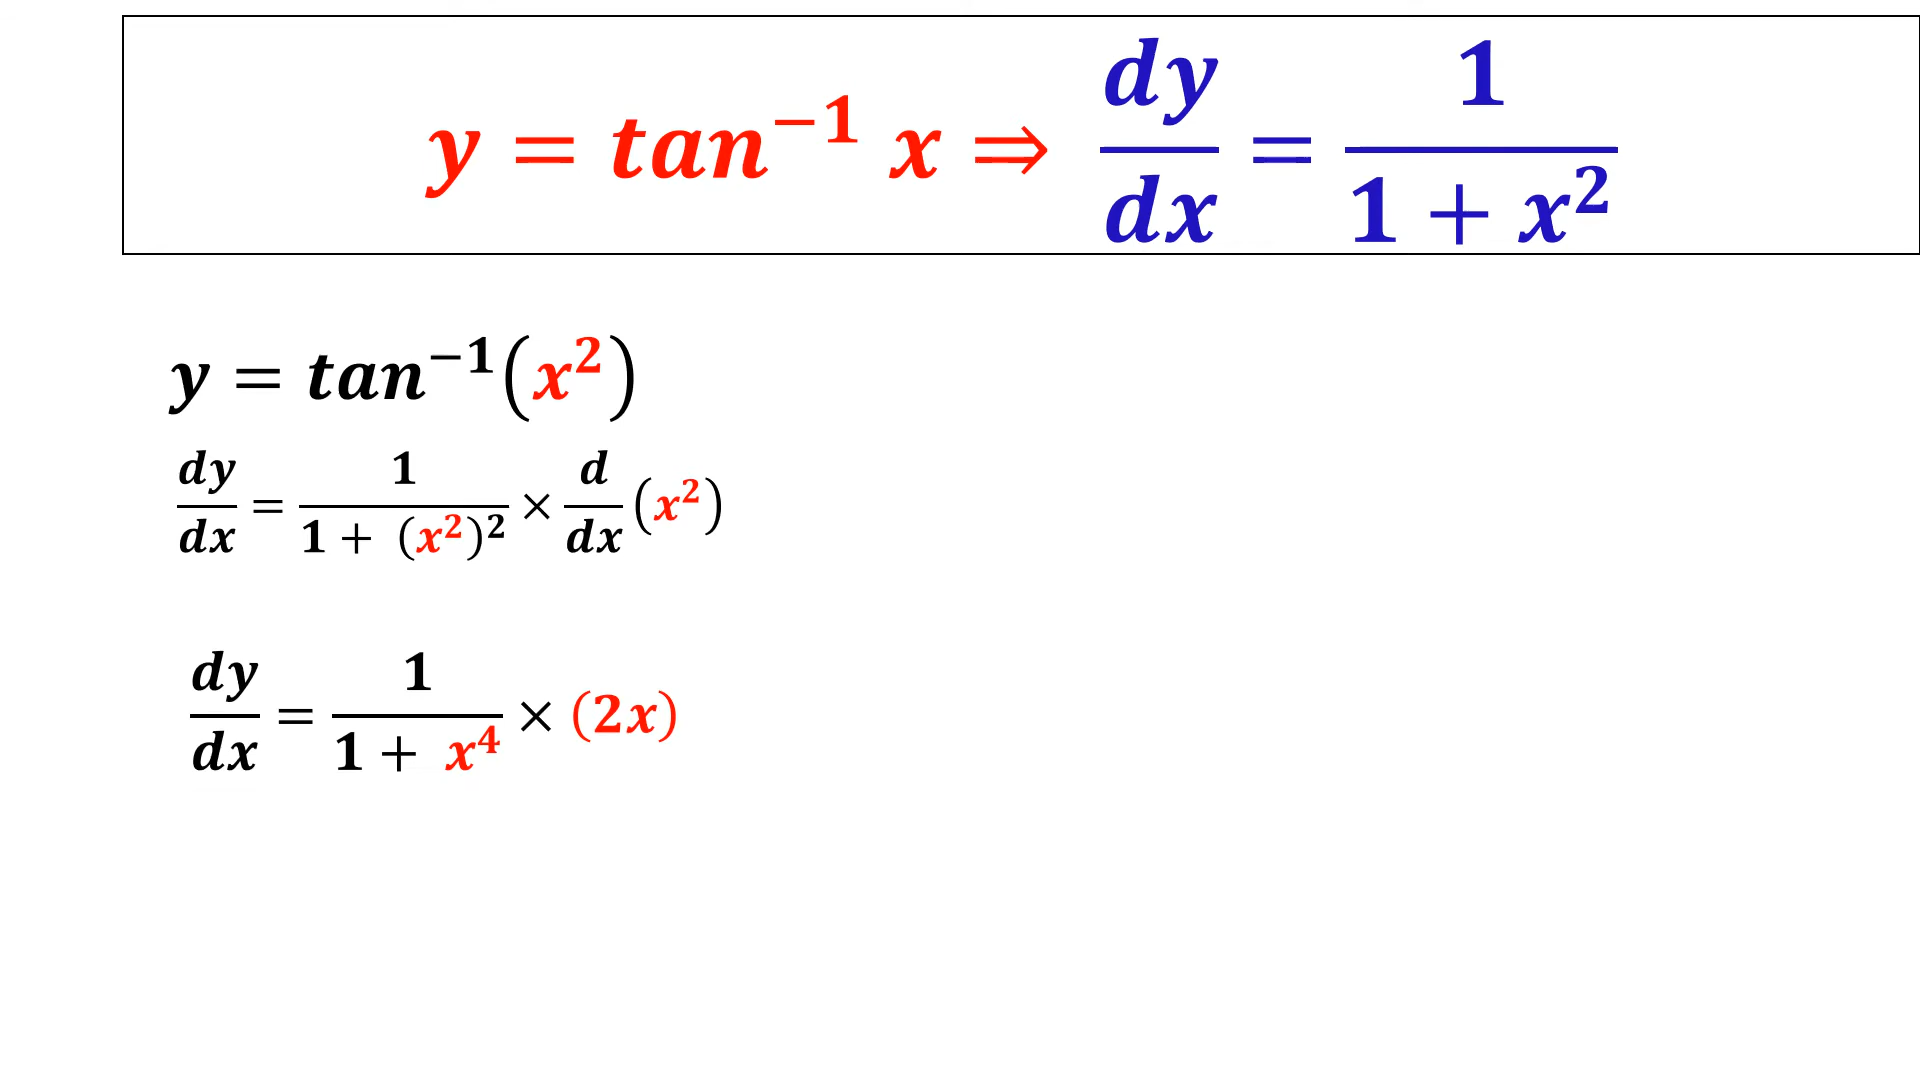 y = tan⁻¹ x ⇒ dy/dx = 1/(1 + x²)
y = tan⁻¹(x²)
dy/dx = 1/(1 + (x²)²) × d/dx (x²)
dy/dx = 1/(1 + x⁴) × (2x)